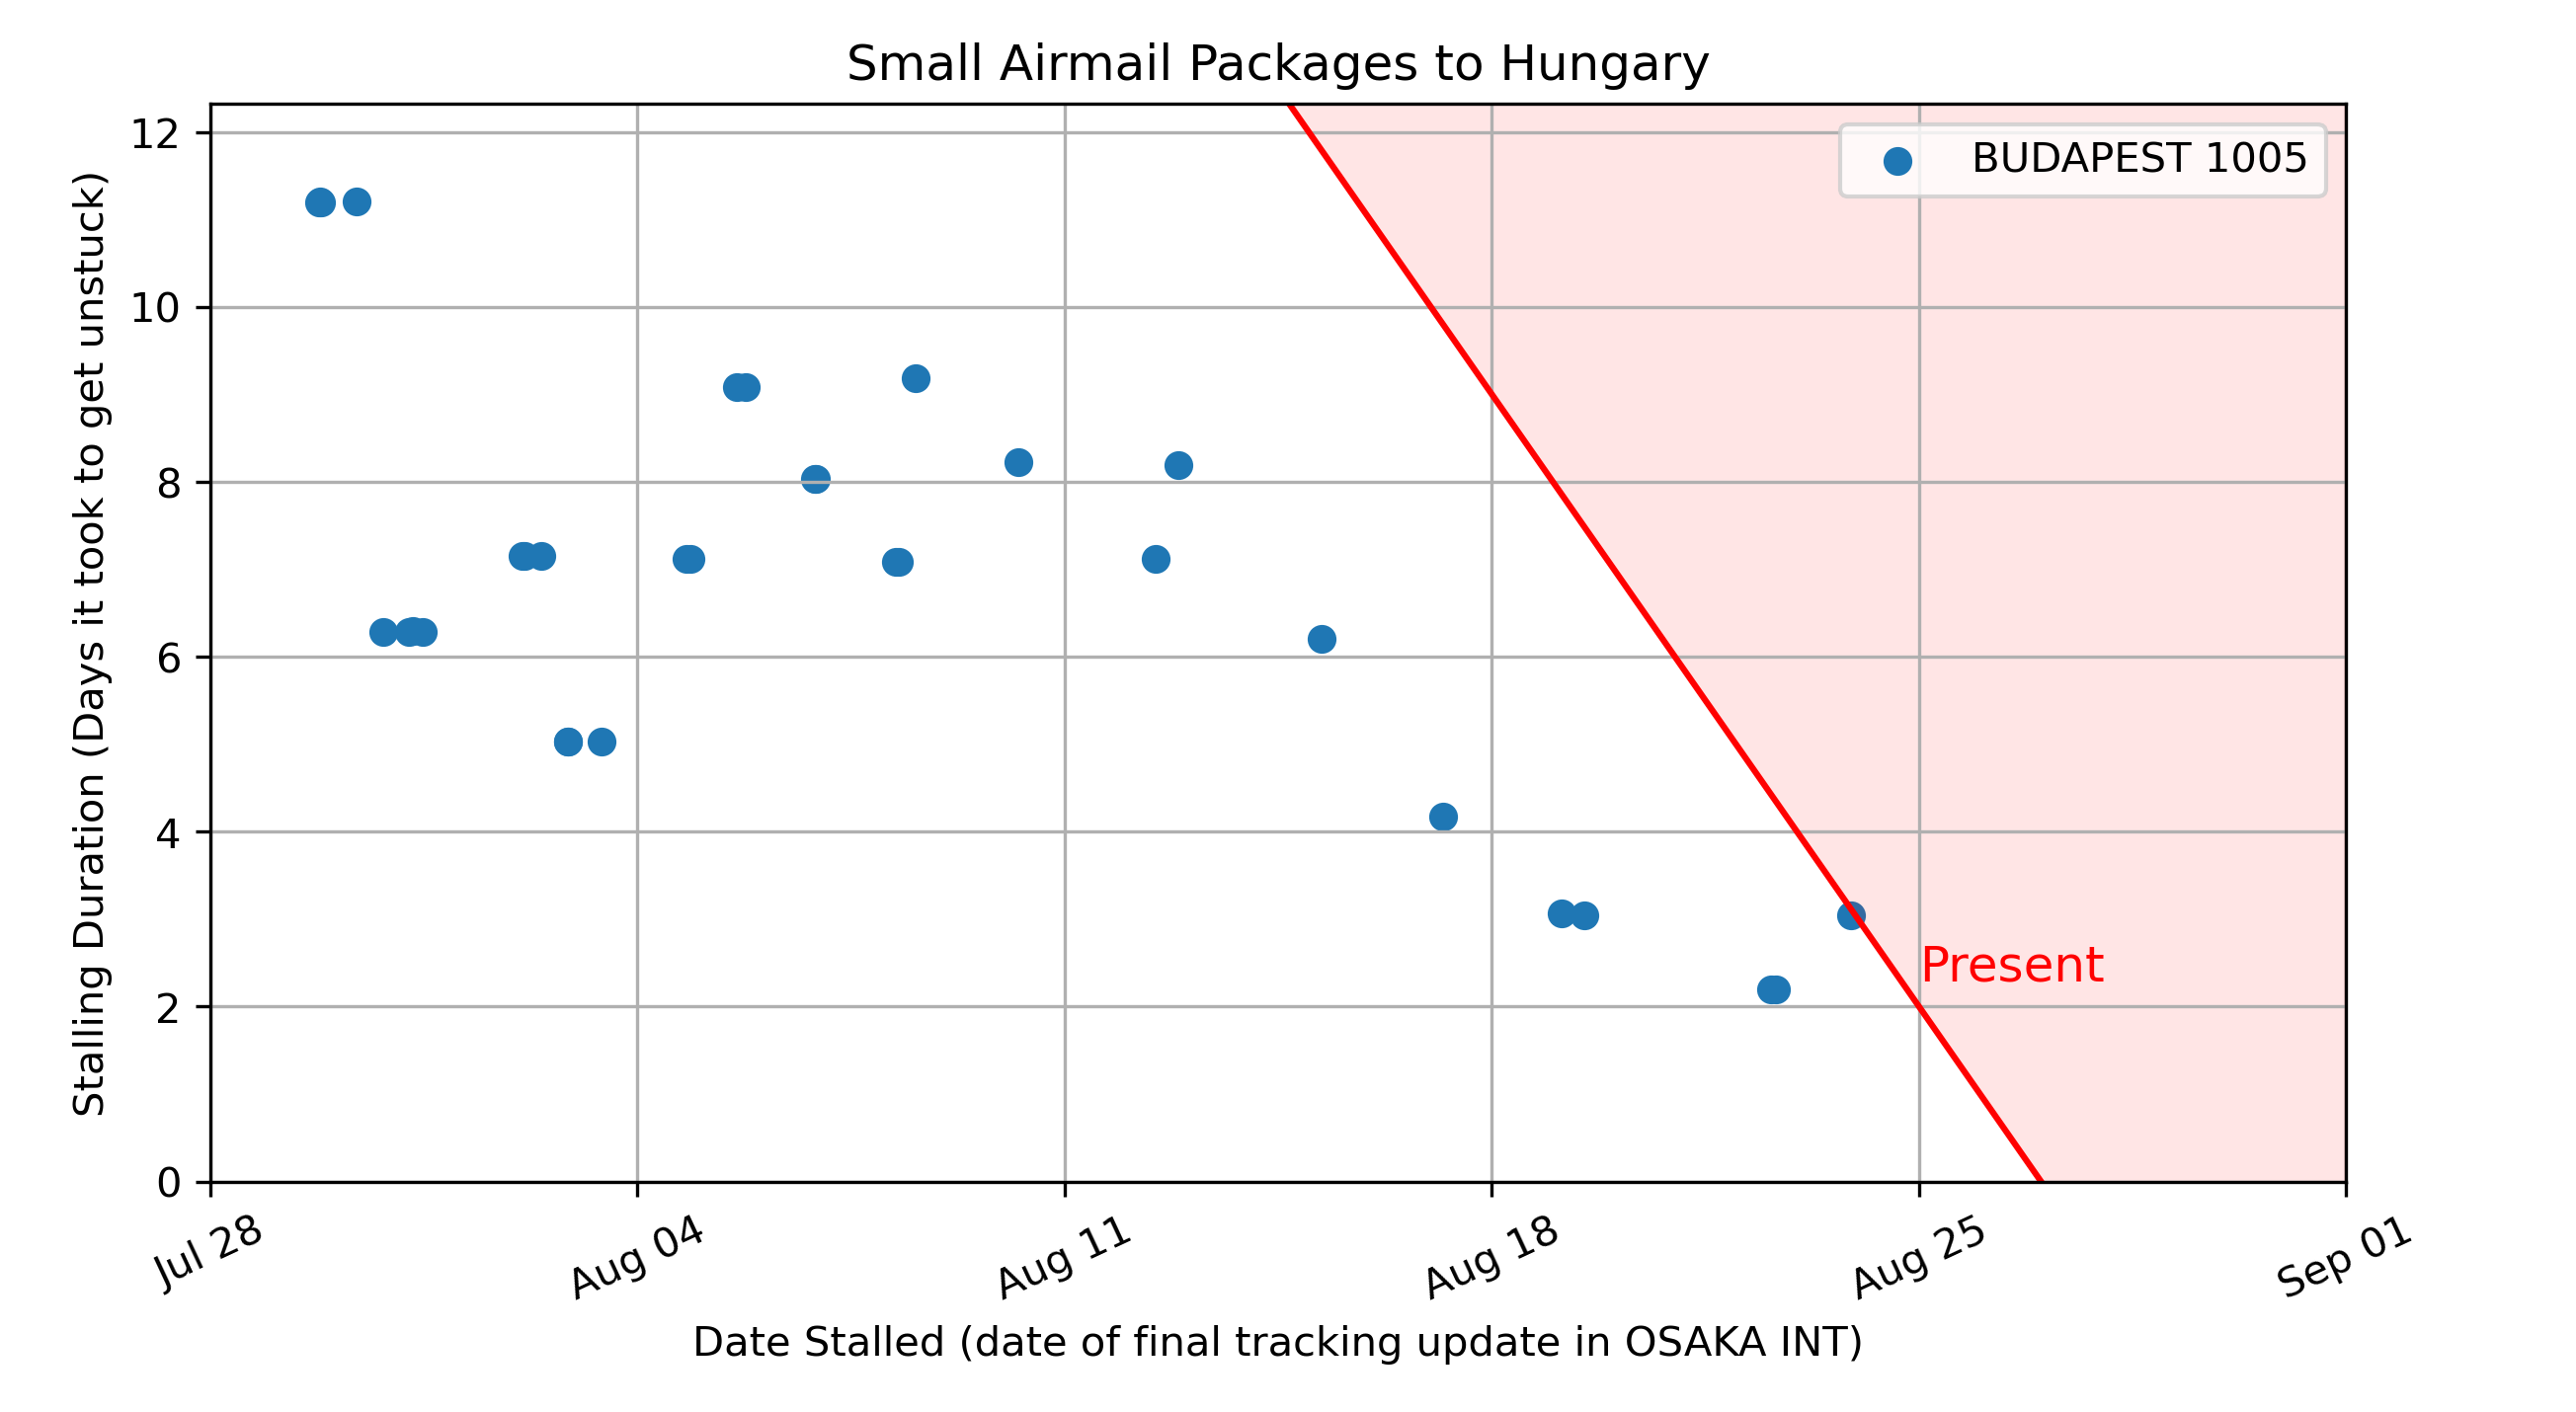 Small Airmail Packages to Hungary
Stalling Duration (Days it took to get unstuck)
12
10
8
6
4
2
0
BUDAPEST 1005
Present
Jul 28
Aug 04
Aug 11
Aug 18
Aug 25
Sep 01
Date Stalled (date of final tracking update in OSAKA INT)